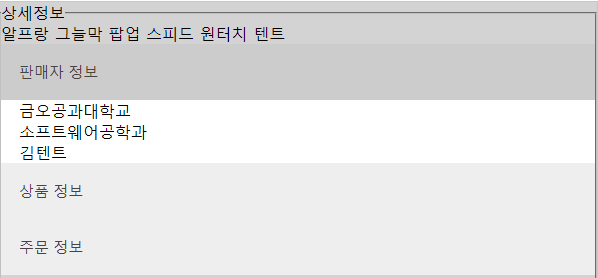 상세정보
알프랑 그늘막 팝업 스피드 원터치 텐트
판매자 정보
금오공과대학교
소프트웨어공학과
김텐트
상품 정보
주문 정보